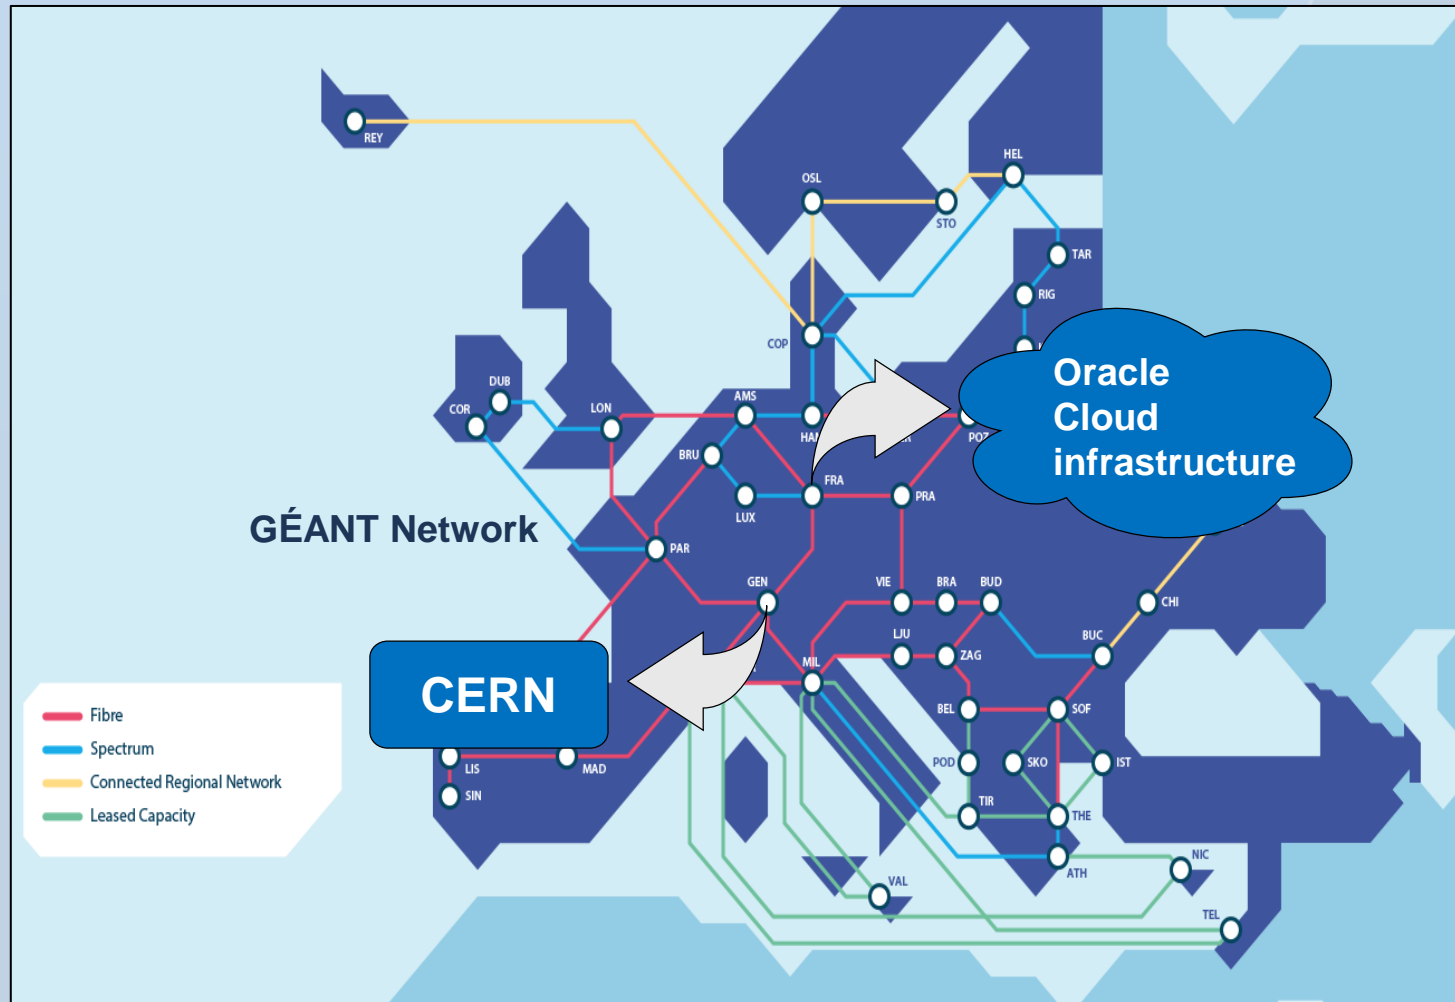 REY
HEL
OSL
STO
TAR
RIG
COP
Oracle
Cloud
infrastructure
DUB
COR
LON
AMS
POZ
BRU
FRA
LUX
PRA
GÉANT Network
PAR
GEN
VIE
BRA
BUD
CHI
LJU
ZAG
BUC
MIL
CERN
BEL
SOF
Fibre
Spectrum
Connected Regional Network
Leased Capacity
LIS
MAD
SIN
POD
SKO
IST
TIR
THE
ATH
NIC
VAL
TEL